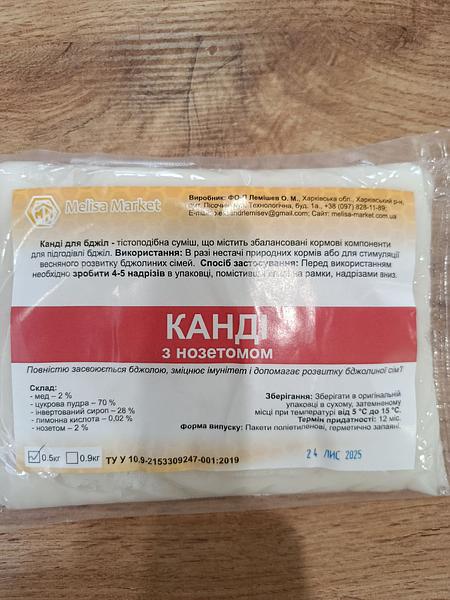 Melisa Market
Виробник: ФО-П Лемішев О. М., Харківська обл., Харківський р-н,
смт. Пісочин, вул. Технологічна, буд. 1а., +38 (097) 828-11-89;
Сайт: melisa-market.com.ua
Канді для бджіл - тістоподібна суміш, що містить збалансовані кормові компоненти
для підгодівлі бджіл. Використання: В разі нестачі природних кормів або для стимуляції
весняного розвитку бджолиних сімей. Спосіб застосування: Перед використанням
необхідно зробити 4-5 надрізів в упаковці, помістивши на рамки, надрізами вниз.
КАНДІ
З НОЗЕТОМОМ
Повністю засвоюється бджолою, зміцнює імунітет і допомагає розвитку бджолиної сім'ї
Склад:
- мед – 2 %
- цукрова пудра – 70 %
- інвертований сироп – 28 %
- лимонна кислота – 0,02 %
- нозетом – 2 %
Зберігання: Зберігати в оригінальній
упаковці в сухому, затемненому
місці при температурі від 5 °С до 15 °С.
Термін придатності: 12 міс.
Форма випуску: Пакети поліетиленові, герметично запаяні.
0.5кг 0.9кг ТУ У 10.9-2153309247-001:2019
24 ЛИС 2025